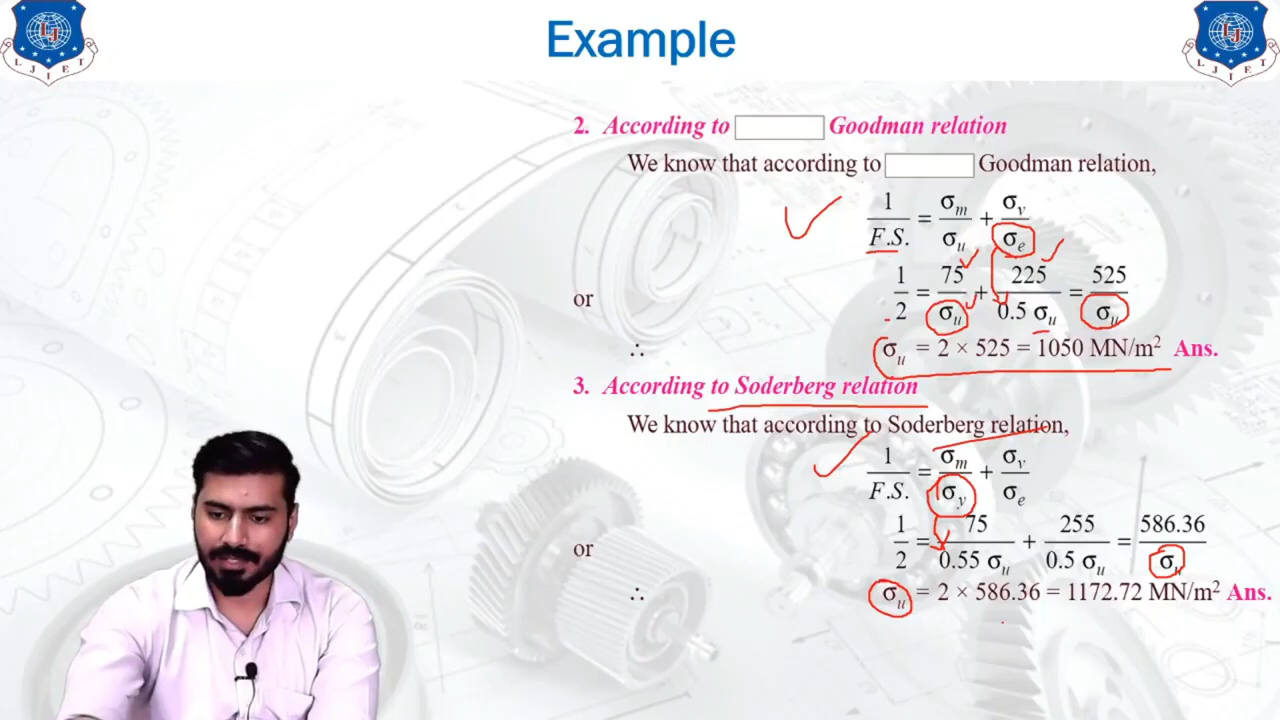 Example
LJIET
LJIET
2. According to Goodman relation
We know that according to Goodman relation,
1/F.S. = σm/σu + σv/σe
or 1/2 = 75/σu + 225/0.5 σu = 525/σu
∴ σu = 2 × 525 = 1050 MN/m² Ans.
3. According to Soderberg relation
We know that according to Soderberg relation,
1/F.S. = σm/σy + σv/σe
or 1/2 = 75/0.55 σu + 255/0.5 σu = 586.36/σu
∴ σu = 2 × 586.36 = 1172.72 MN/m² Ans.